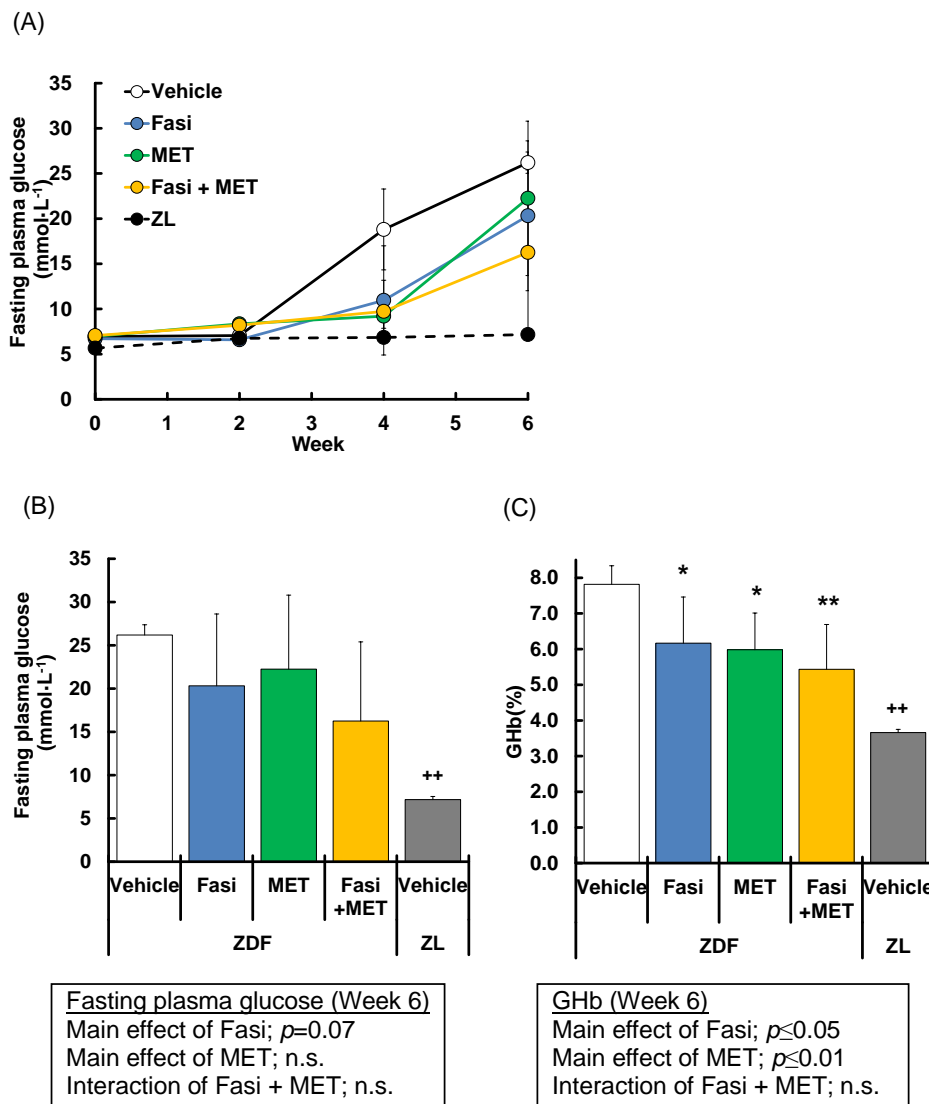 (A)
Fasting plasma glucose
(mmol·L-1)
35
30
25
20
15
10
5
0
Vehicle
Fasi
MET
Fasi + MET
ZL
0 1 2 3 4 5 6
Week
(B)
Fasting plasma glucose
(mmol·L-1)
35
30
25
20
15
10
5
0
++
Vehicle Fasi MET Fasi Vehicle
+MET
ZDF ZL
Fasting plasma glucose (Week 6)
Main effect of Fasi; p=0.07
Main effect of MET; n.s.
Interaction of Fasi + MET; n.s.
(C)
GHb(%)
8.0
7.0
6.0
5.0
4.0
3.0
2.0
1.0
0.0
* * **
++
Vehicle Fasi MET Fasi Vehicle
+MET
ZDF ZL
GHb (Week 6)
Main effect of Fasi; p≤0.05
Main effect of MET; p≤0.01
Interaction of Fasi + MET; n.s.